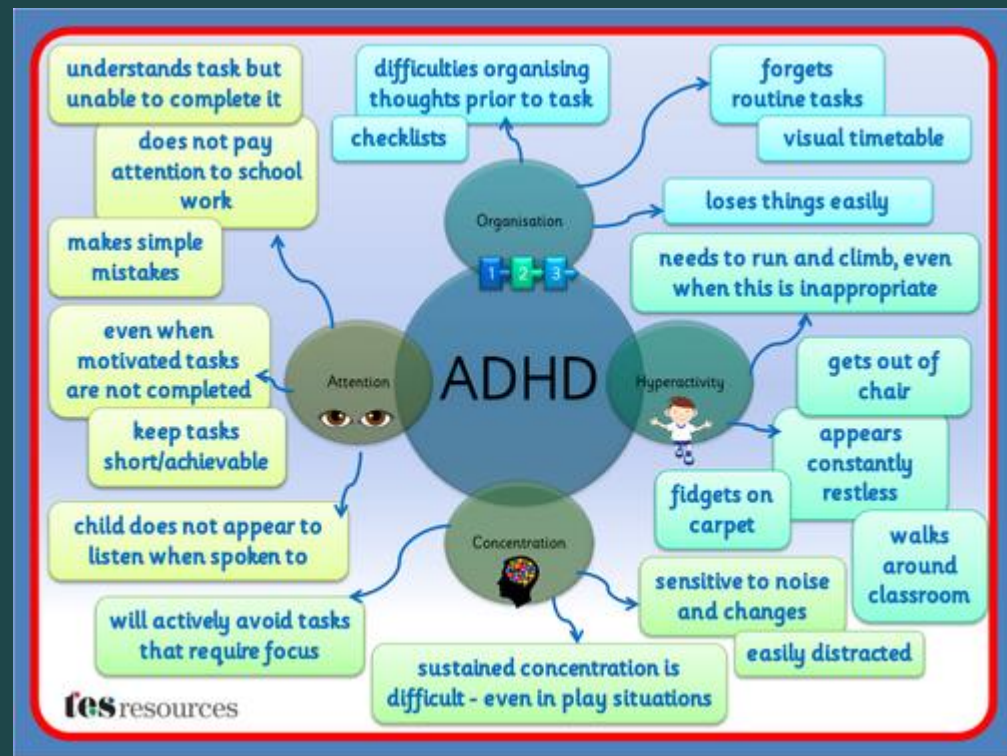 understands task but
unable to complete it
does not pay
attention to school
work
makes simple
mistakes
even when
motivated tasks
are not completed
keep tasks
short/achievable
child does not appear to
listen when spoken to
will actively avoid tasks
that require focus
difficulties organising
thoughts prior to task
checklists
forgets
routine tasks
visual timetable
loses things easily
Organisation
1 2 3
needs to run and climb, even
when this is inappropriate
Attention
ADHD
Hyperactivity
gets out of
chair
appears
constantly
restless
fidgets on
carpet
walks
around
classroom
Concentration
sensitive to noise
and changes
easily distracted
sustained concentration is
difficult - even in play situations
tes resources